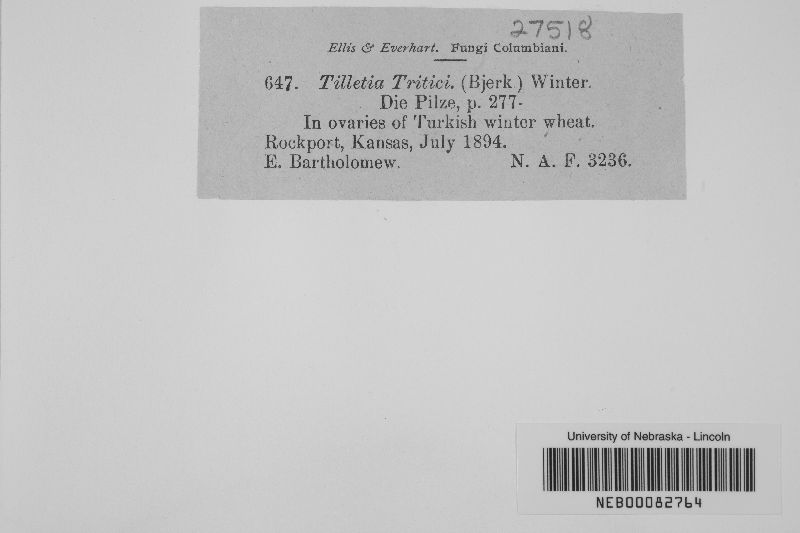 27518
Ellis & Everhart. Fungi Columbiani.
647. Tilletia Tritici. (Bjerk.) Winter.
Die Pilze, p. 277-
In ovaries of Turkish winter wheat.
Rockport, Kansas, July 1894.
E. Bartholomew. N. A. F. 3236.
University of Nebraska - Lincoln
NEB00082764